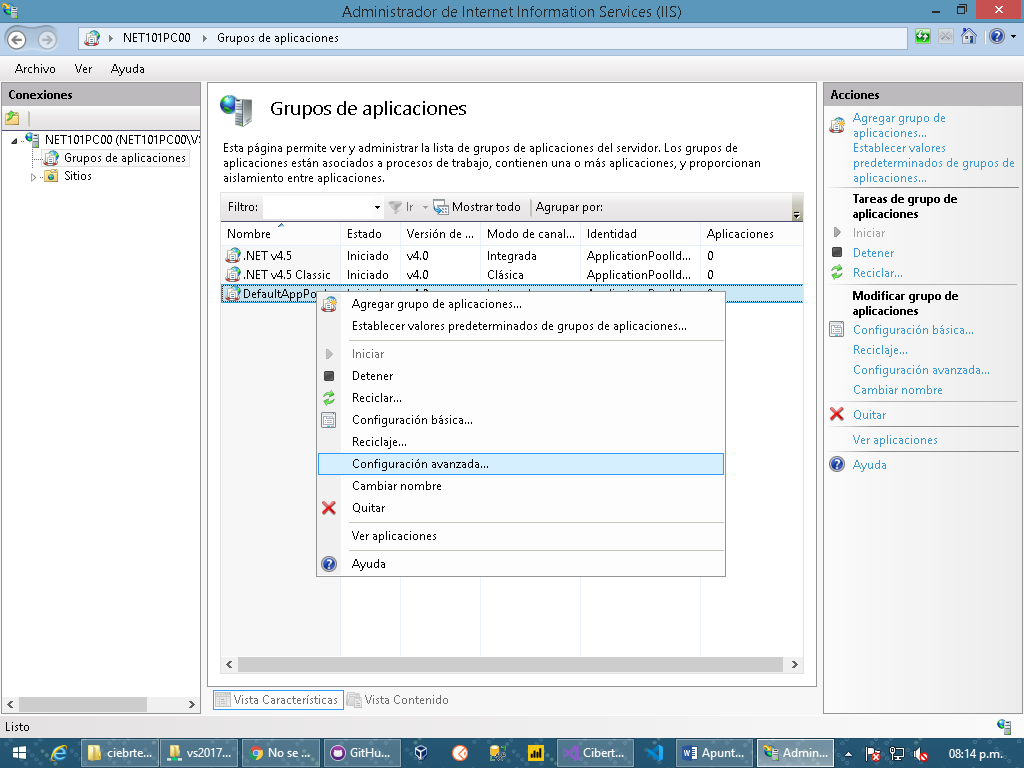 Administrador de Internet Information Services (IIS)
NET101PC00
Grupos de aplicaciones
Archivo
Ver
Ayuda
Conexiones
NET101PC00 (NET101PC00\VS
Grupos de aplicaciones
Sitios
Grupos de aplicaciones
Esta página permite ver y administrar la lista de grupos de aplicaciones del servidor. Los grupos de
aplicaciones están asociados a procesos de trabajo, contienen una o más aplicaciones, y proporcionan
aislamiento entre aplicaciones.
Filtro:
Ir
Mostrar todo
Agrupar por:
Nombre
Estado
Versión de ...
Modo de canal...
Identidad
Aplicaciones
.NET v4.5
Iniciado
v4.0
Integrada
ApplicationPoolId...
0
.NET v4.5 Classic
Iniciado
v4.0
Clásica
ApplicationPoolId...
0
DefaultAppPo
Agregar grupo de aplicaciones...
Establecer valores predeterminados de grupos de aplicaciones...
Iniciar
Detener
Reciclar...
Configuración básica...
Reciclaje...
Configuración avanzada...
Cambiar nombre
Quitar
Ver aplicaciones
Ayuda
Vista Características
Vista Contenido
Acciones
Agregar grupo de
aplicaciones...
Establecer valores
predeterminados de grupos de
aplicaciones...
Tareas de grupo de
aplicaciones
Iniciar
Detener
Reciclar...
Modificar grupo de
aplicaciones
Configuración básica...
Reciclaje...
Configuración avanzada...
Cambiar nombre
Quitar
Ver aplicaciones
Ayuda
Listo
ciebrte...
vs2017...
No se ...
GitHu...
Cibert...
Apunt...
Admin...
08:14 p.m.